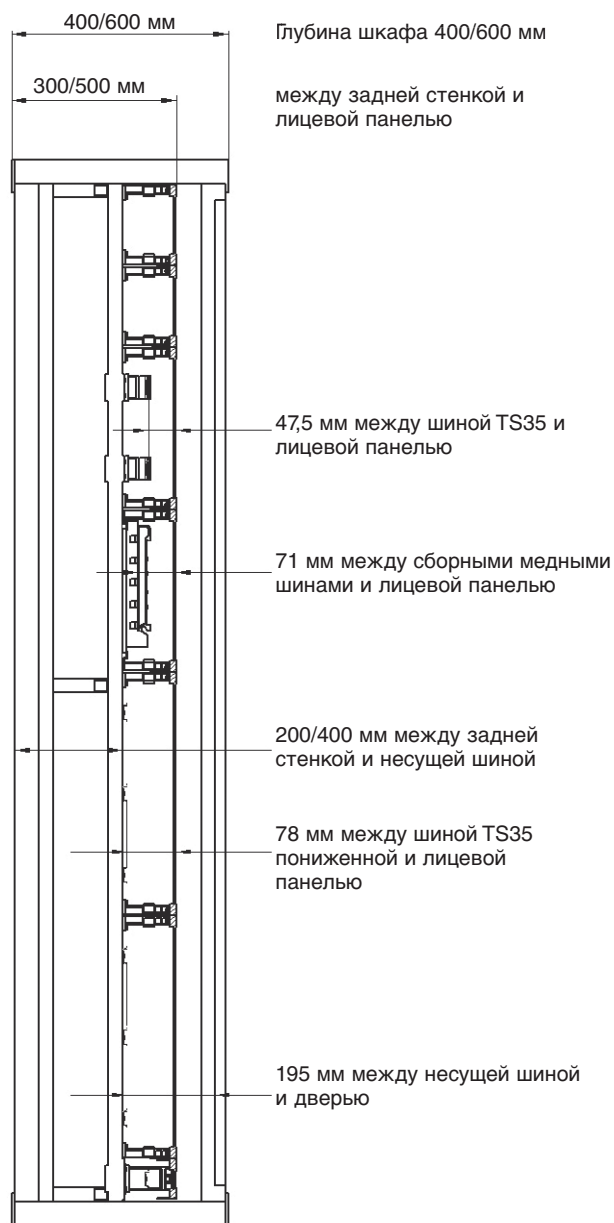 400/600 мм
Глубина шкафа 400/600 мм
300/500 мм
между задней стенкой и
лицевой панелью
47,5 мм между шиной TS35 и
лицевой панелью
71 мм между сборными медными
шинами и лицевой панелью
200/400 мм между задней
стенкой и несущей шиной
78 мм между шиной TS35
пониженной и лицевой
панелью
195 мм между несущей шиной
и дверью